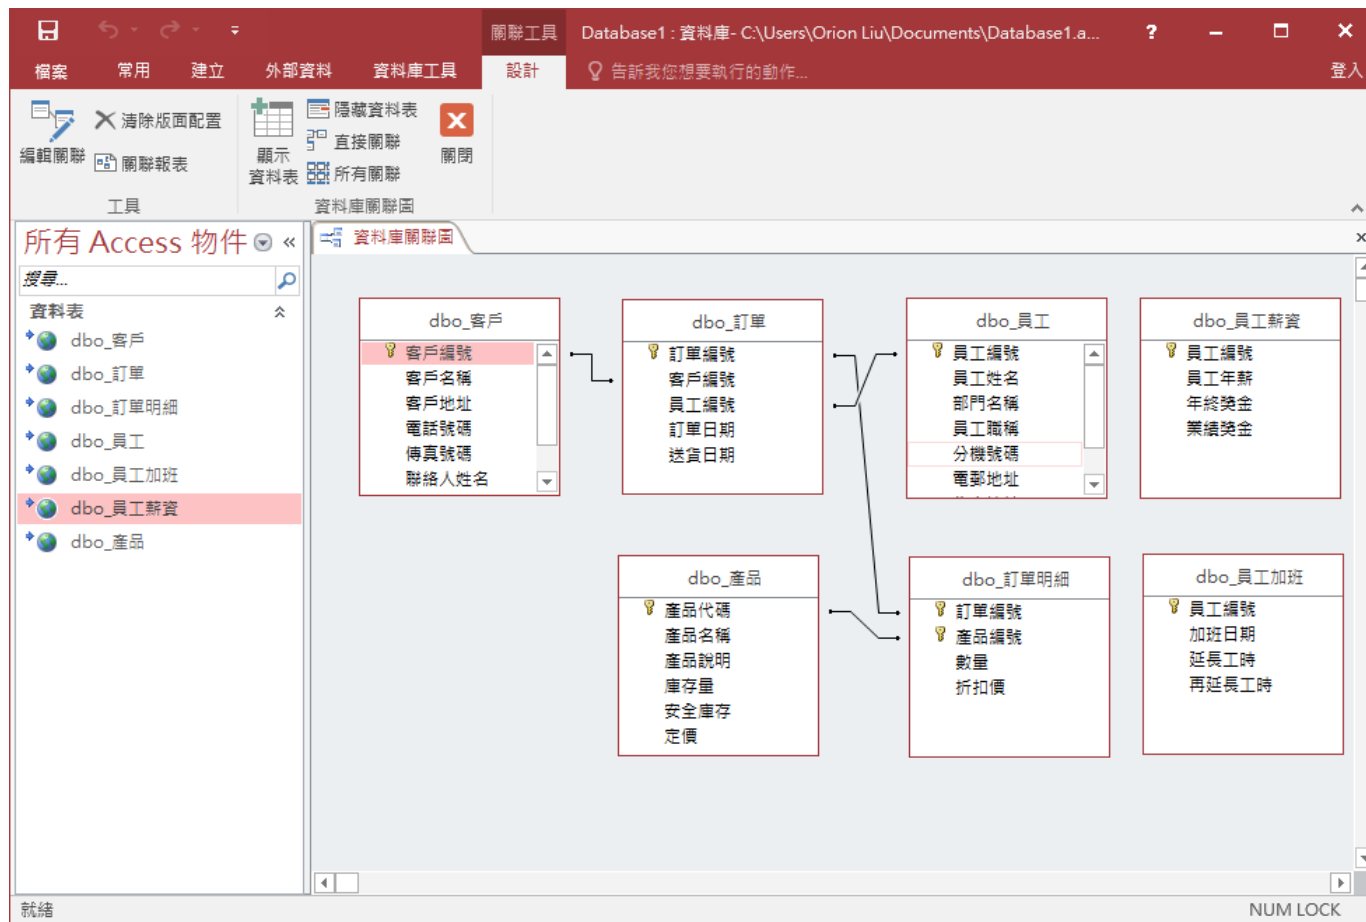 關聯工具
Database1 : 資料庫- C:\Users\Orion Liu\Documents\Database1.a...
?
檔案
常用
建立
外部資料
資料庫工具
設計
告訴我您想要執行的動作...
登入
編輯關聯
清除版面配置
關聯報表
工具
顯示
資料表
隱藏資料表
直接關聯
所有關聯
關閉
資料庫關聯圖
所有 Access 物件
搜尋...
資料表
dbo_客戶
dbo_訂單
dbo_訂單明細
dbo_員工
dbo_員工加班
dbo_員工薪資
dbo_產品
資料庫關聯圖
dbo_客戶
客戶編號
客戶名稱
客戶地址
電話號碼
傳真號碼
聯絡人姓名
dbo_訂單
訂單編號
客戶編號
員工編號
訂單日期
送貨日期
dbo_員工
員工編號
員工姓名
部門名稱
員工職稱
分機號碼
電郵地址
dbo_員工薪資
員工編號
員工年薪
年終獎金
業績獎金
dbo_產品
產品代碼
產品名稱
產品說明
庫存量
安全庫存
定價
dbo_訂單明細
訂單編號
產品編號
數量
折扣價
dbo_員工加班
員工編號
加班日期
延長工時
再延長工時
就緒
NUM LOCK